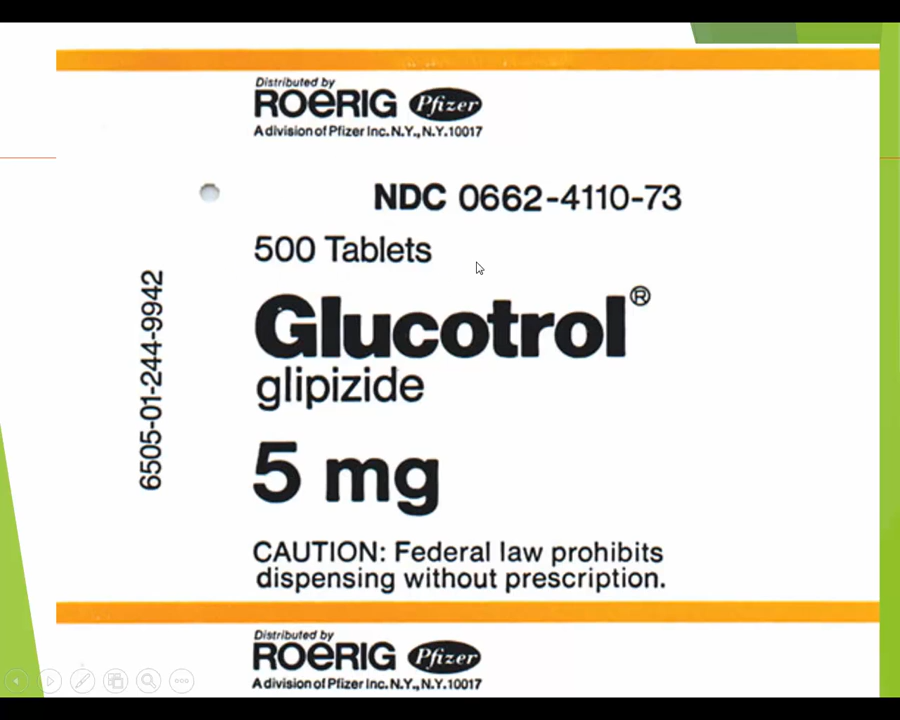 Distributed by
ROERIG Pfizer
A division of Pfizer Inc. N.Y., N.Y. 10017
NDC 0662-4110-73
500 Tablets
Glucotrol®
glipizide
5 mg
6505-01-244-9942
CAUTION: Federal law prohibits
dispensing without prescription.
Distributed by
ROERIG Pfizer
A division of Pfizer Inc. N.Y., N.Y. 10017